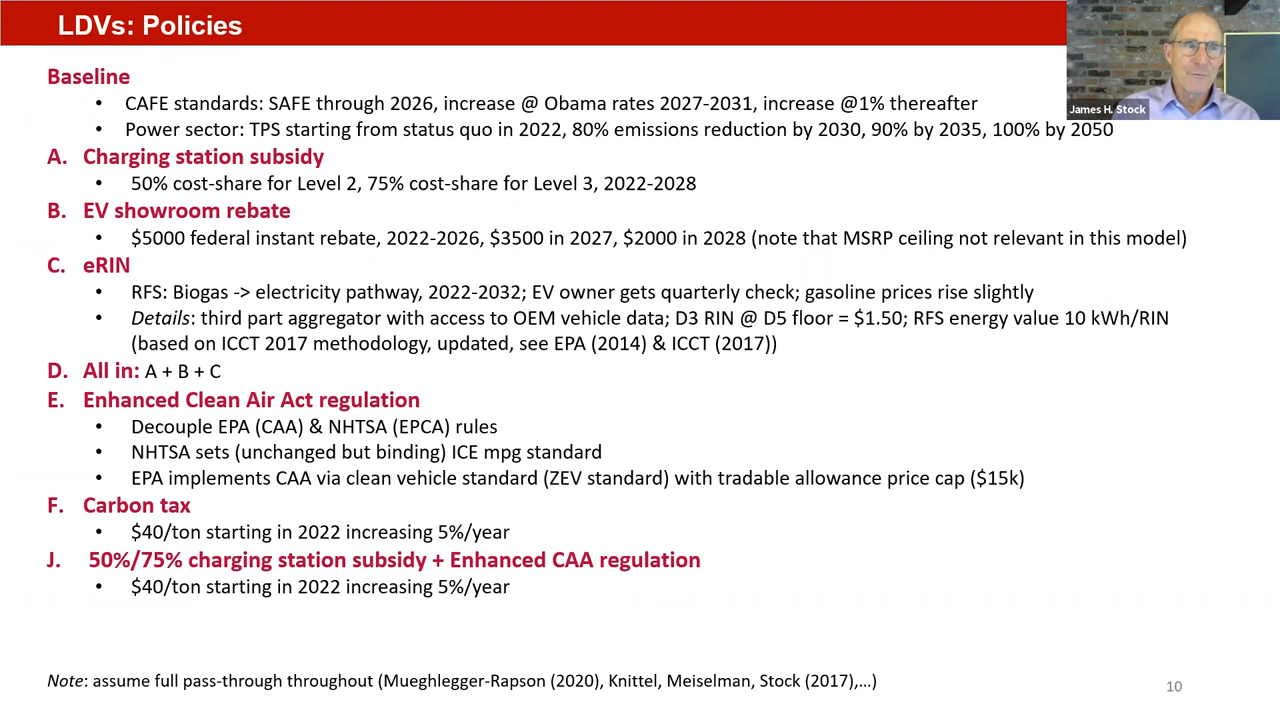 LDVs: Policies
James H. Stock
Baseline
• CAFE standards: SAFE through 2026, increase @ Obama rates 2027-2031, increase @1% thereafter
• Power sector: TPS starting from status quo in 2022, 80% emissions reduction by 2030, 90% by 2035, 100% by 2050
A. Charging station subsidy
• 50% cost-share for Level 2, 75% cost-share for Level 3, 2022-2028
B. EV showroom rebate
• $5000 federal instant rebate, 2022-2026, $3500 in 2027, $2000 in 2028 (note that MSRP ceiling not relevant in this model)
C. eRIN
• RFS: Biogas -> electricity pathway, 2022-2032; EV owner gets quarterly check; gasoline prices rise slightly
• Details: third part aggregator with access to OEM vehicle data; D3 RIN @ D5 floor = $1.50; RFS energy value 10 kWh/RIN
(based on ICCT 2017 methodology, updated, see EPA (2014) & ICCT (2017))
D. All in: A + B + C
E. Enhanced Clean Air Act regulation
• Decouple EPA (CAA) & NHTSA (EPCA) rules
• NHTSA sets (unchanged but binding) ICE mpg standard
• EPA implements CAA via clean vehicle standard (ZEV standard) with tradable allowance price cap ($15k)
F. Carbon tax
• $40/ton starting in 2022 increasing 5%/year
J. 50%/75% charging station subsidy + Enhanced CAA regulation
• $40/ton starting in 2022 increasing 5%/year
Note: assume full pass-through throughout (Mueghlegger-Rapson (2020), Knittel, Meiselman, Stock (2017),...)
10